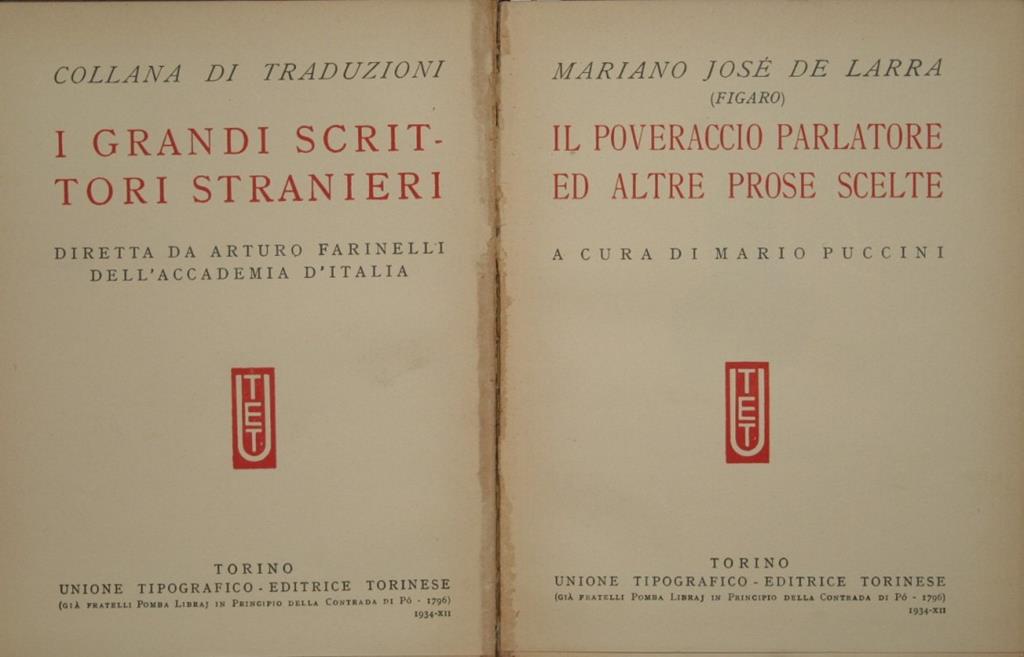 COLLANA DI TRADUZIONI
I GRANDI SCRIT-
TORI STRANIERI
DIRETTA DA ARTURO FARINELLI
DELL'ACCADEMIA D'ITALIA
UTET
TORINO
UNIONE TIPOGRAFICO-EDITRICE TORINESE
(GIÀ FRATELLI POMBA LIBRAJ IN PRINCIPIO DELLA CONTRADA DI PÒ - 1796)
1934-XII
MARIANO JOSÉ DE LARRA
(FIGARO)
IL POVERACCIO PARLATORE
ED ALTRE PROSE SCELTE
A CURA DI MARIO PUCCINI
UTET
TORINO
UNIONE TIPOGRAFICO-EDITRICE TORINESE
(GIÀ FRATELLI POMBA LIBRAJ IN PRINCIPIO DELLA CONTRADA DI PÒ - 1796)
1934-XII